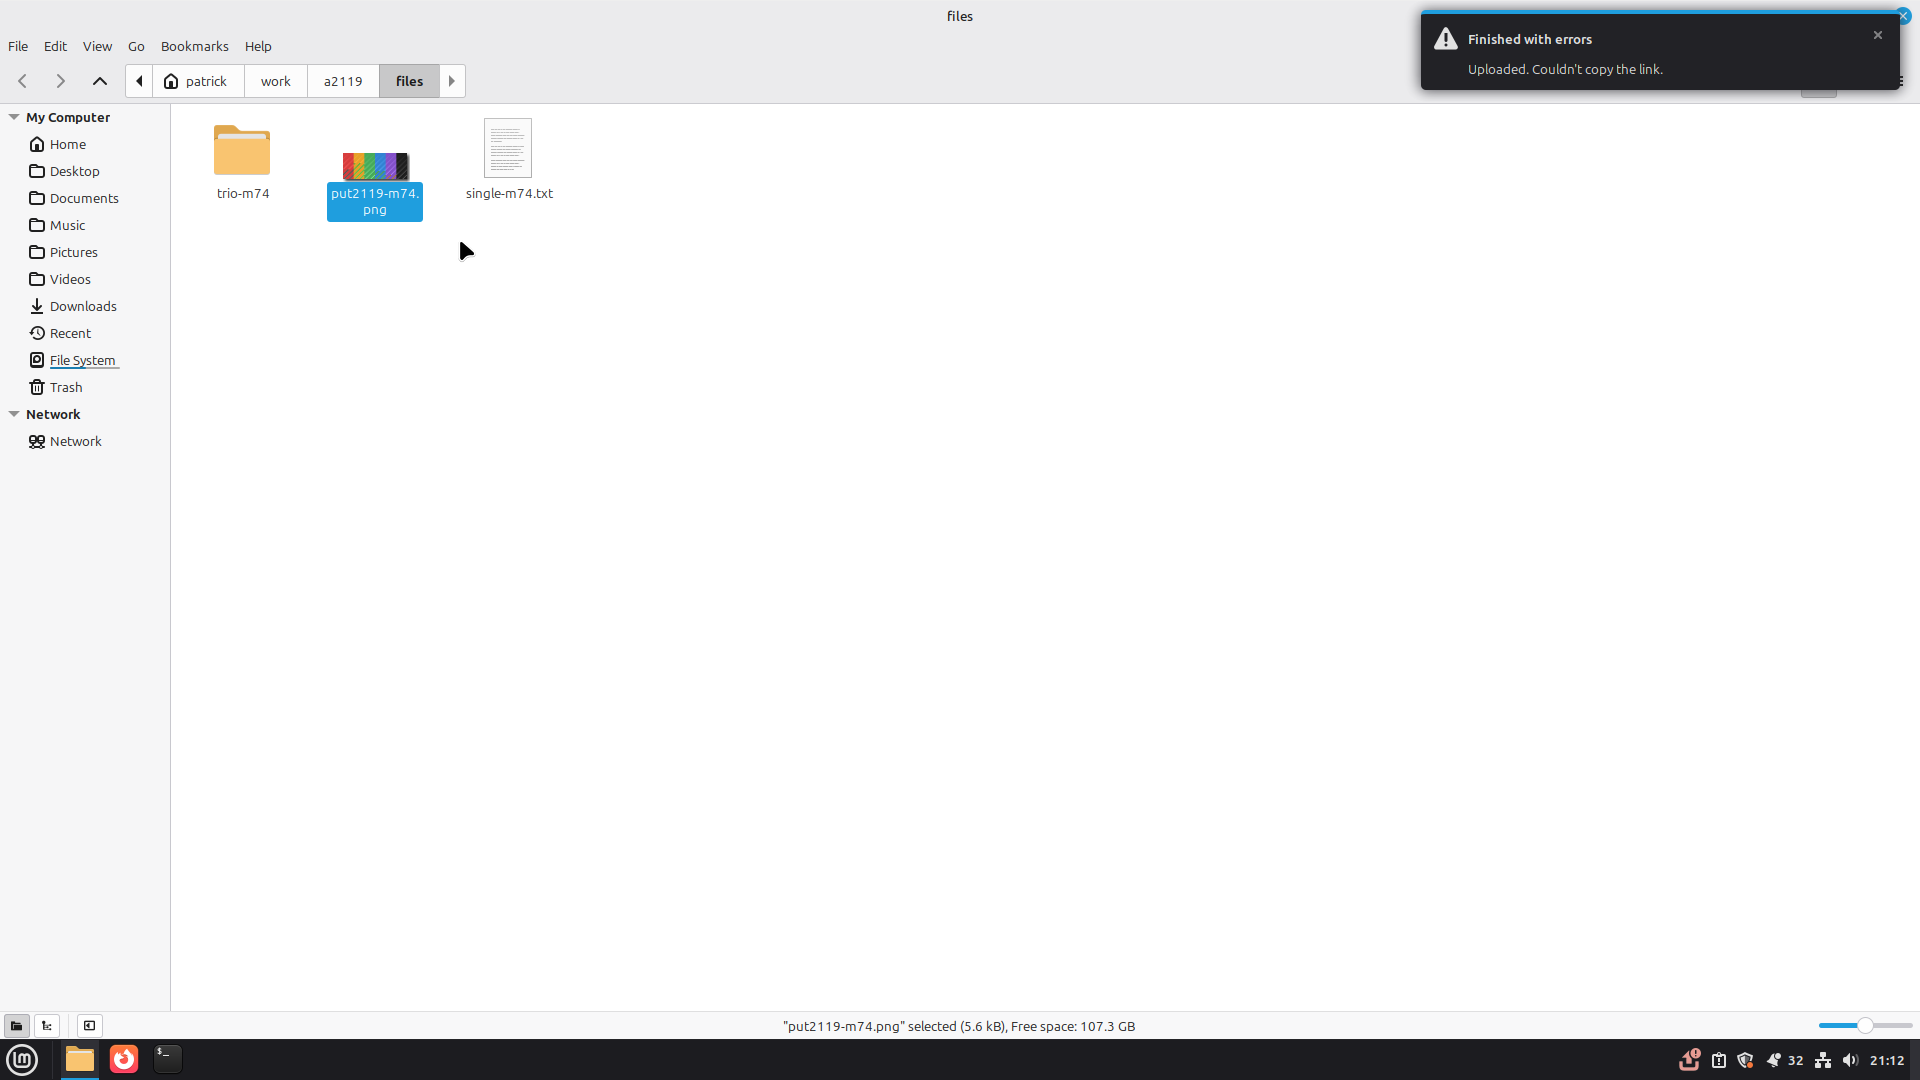 files
File Edit View Go Bookmarks Help
patrick work a2119 files
Finished with errors
Uploaded. Couldn't copy the link.
My Computer
Home
Desktop
Documents
Music
Pictures
Videos
Downloads
Recent
File System
Trash
Network
Network
trio-m74
put2119-m74.
png
single-m74.txt
"put2119-m74.png" selected (5.6 kB), Free space: 107.3 GB
32
21:12